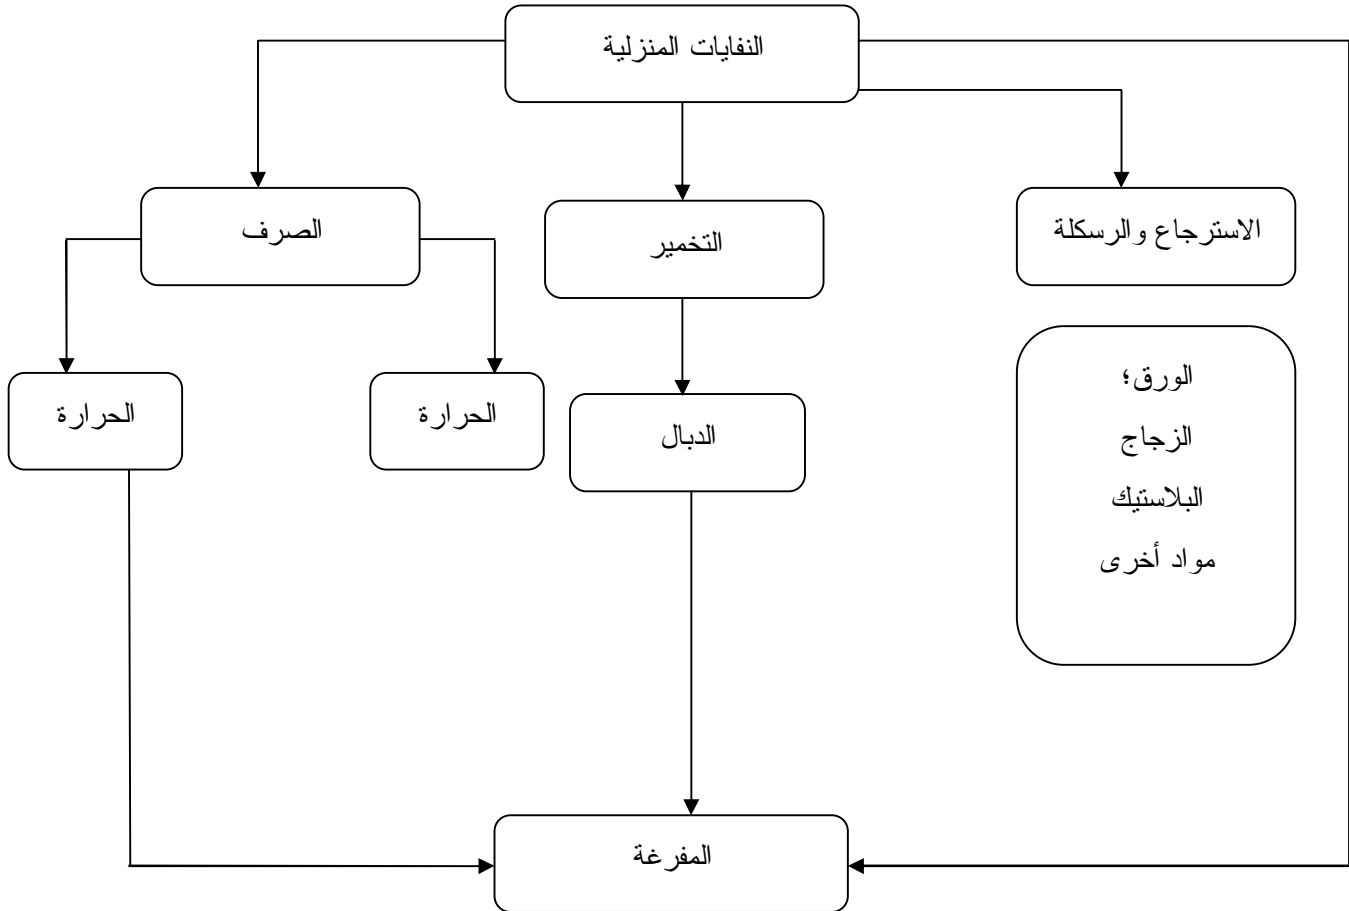 النفايات المنزلية
الاسترجاع والرسكلة
التخمير
الصرف
الورق؛
الزجاج
البلاستيك
مواد أخرى
الدبال
الحرارة
الحرارة
المفرغة